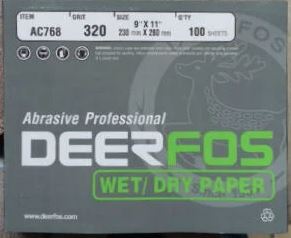 ITEM GRIT SIZE Q'TY
AC768 320 9" X 11" 230 mm X 280 mm 100 SHEETS
Abrasive Professional
DEERFOS
WET/ DRY PAPER
www.deerfos.com